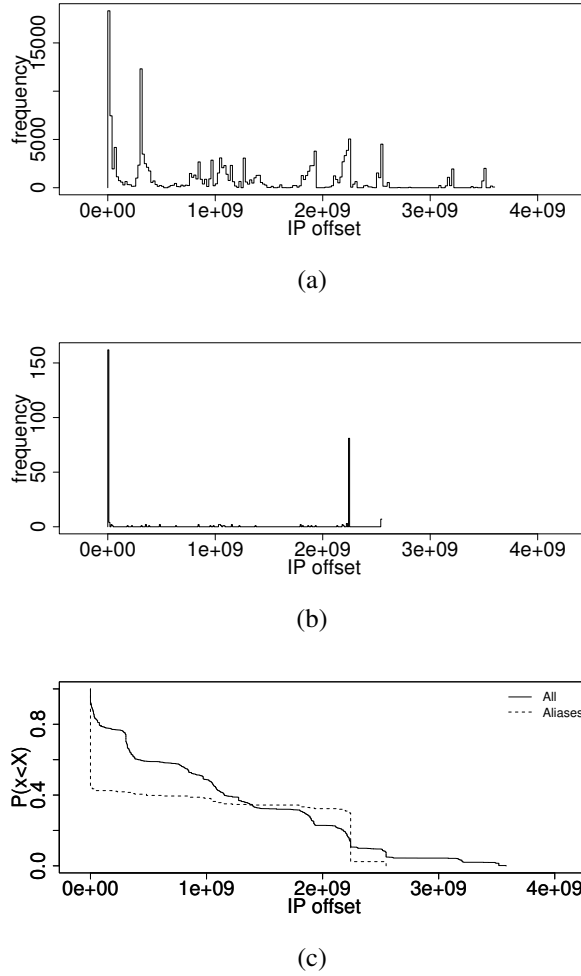 frequency
15000
5000
0
0e+00 1e+09 2e+09 3e+09 4e+09
IP offset
(a)
frequency
150
100
50
0
0e+00 1e+09 2e+09 3e+09 4e+09
IP offset
(b)
P(x<X)
0.8
0.4
0.0
All
Aliases
0e+00 1e+09 2e+09 3e+09 4e+09
IP offset
(c)